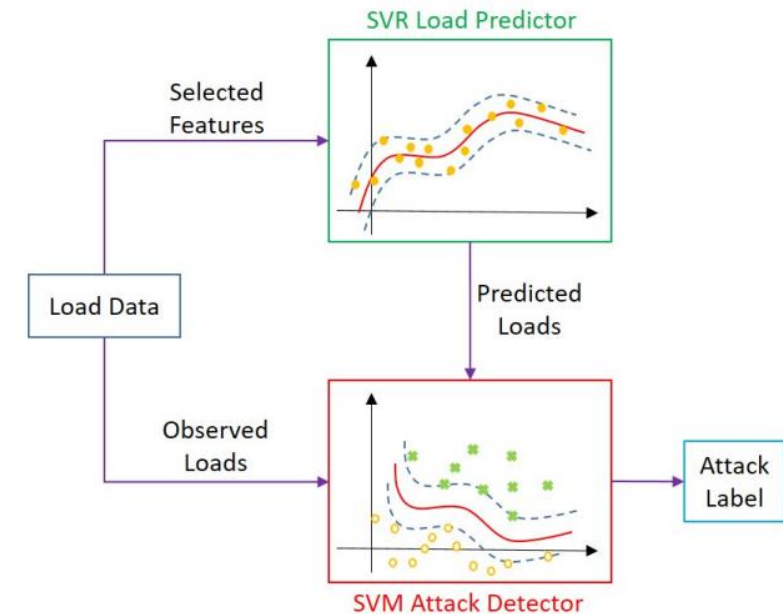 SVR Load Predictor
Selected
Features
Load Data
Predicted
Loads
Observed
Loads
Attack
Label
SVM Attack Detector